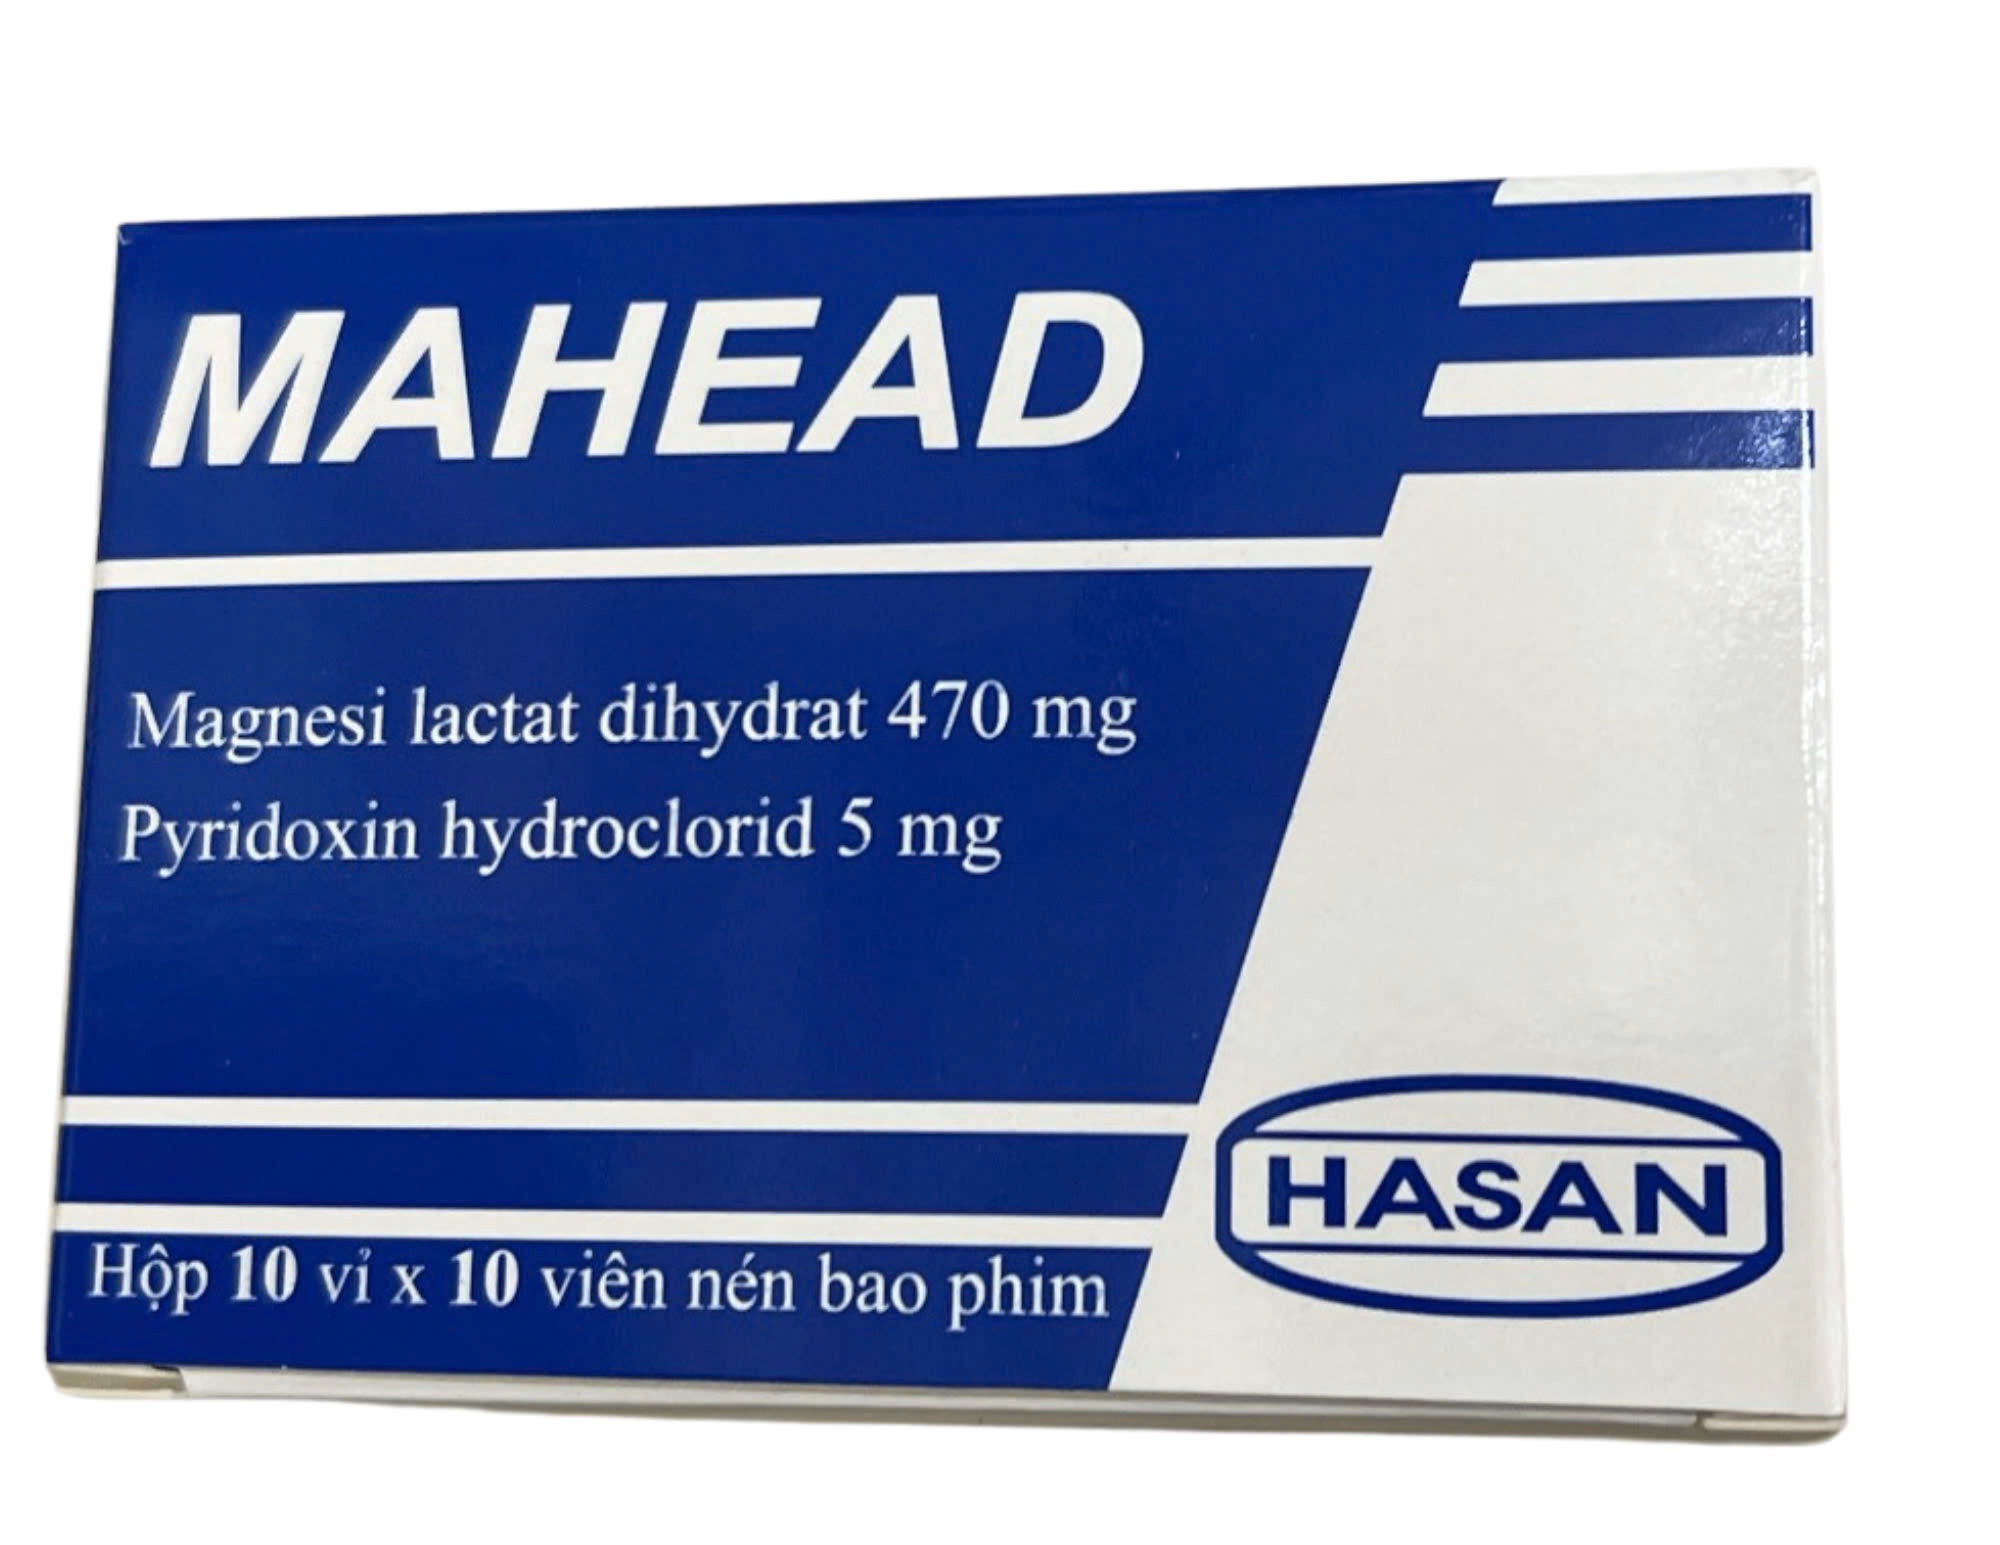 MAHEAD
Magnesi lactat dihydrat 470 mg
Pyridoxin hydroclorid 5 mg
HASAN
Hộp 10 vỉ x 10 viên nén bao phim